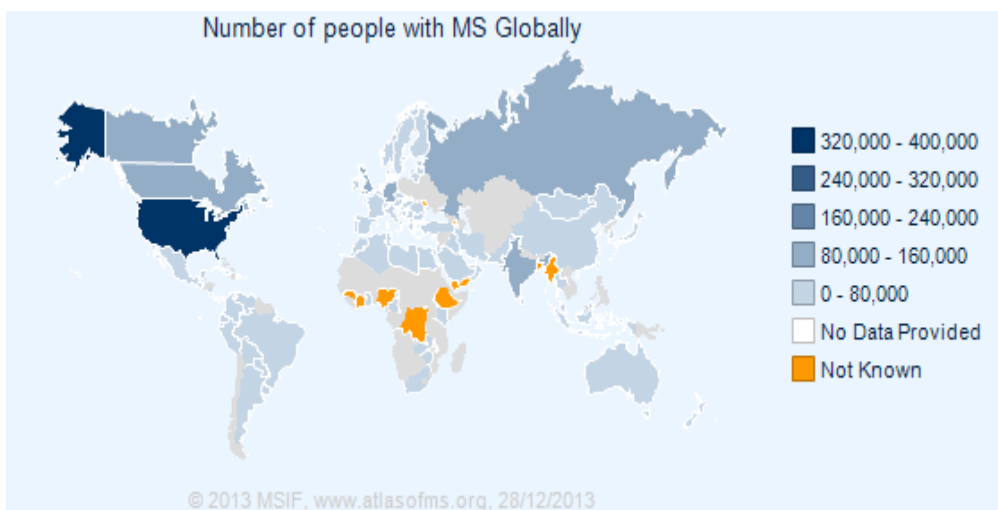 Number of people with MS Globally
320,000 - 400,000
240,000 - 320,000
160,000 - 240,000
80,000 - 160,000
0 - 80,000
No Data Provided
Not Known
© 2013 MSIF, www.atlasofms.org, 28/12/2013